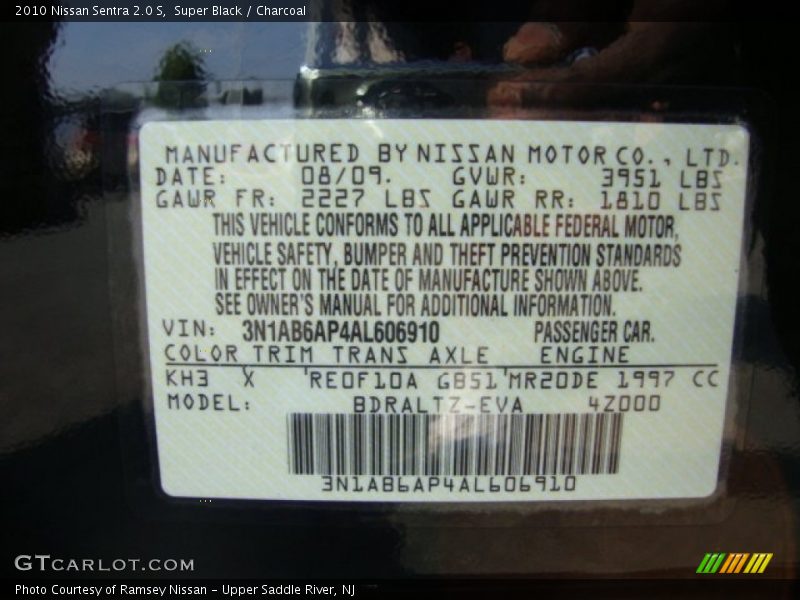 2010 Nissan Sentra 2.0 S, Super Black / Charcoal
MANUFACTURED BY NISSAN MOTOR CO., LTD.
DATE: 08/09. GVWR: 3951 LBS
GAWR FR: 2227 LBS GAWR RR: 1810 LBS
THIS VEHICLE CONFORMS TO ALL APPLICABLE FEDERAL MOTOR,
VEHICLE SAFETY, BUMPER AND THEFT PREVENTION STANDARDS
IN EFFECT ON THE DATE OF MANUFACTURE SHOWN ABOVE.
SEE OWNER'S MANUAL FOR ADDITIONAL INFORMATION.
VIN: 3N1AB6AP4AL606910 PASSENGER CAR.
COLOR TRIM TRANS AXLE ENGINE
KH3 X 'RE0F10A GB51'MR20DE 1997 CC
MODEL: BDRALTZ-EVA 4Z000
3N1AB6AP4AL606910
GTCARLOT.COM
Photo Courtesy of Ramsey Nissan – Upper Saddle River, NJ